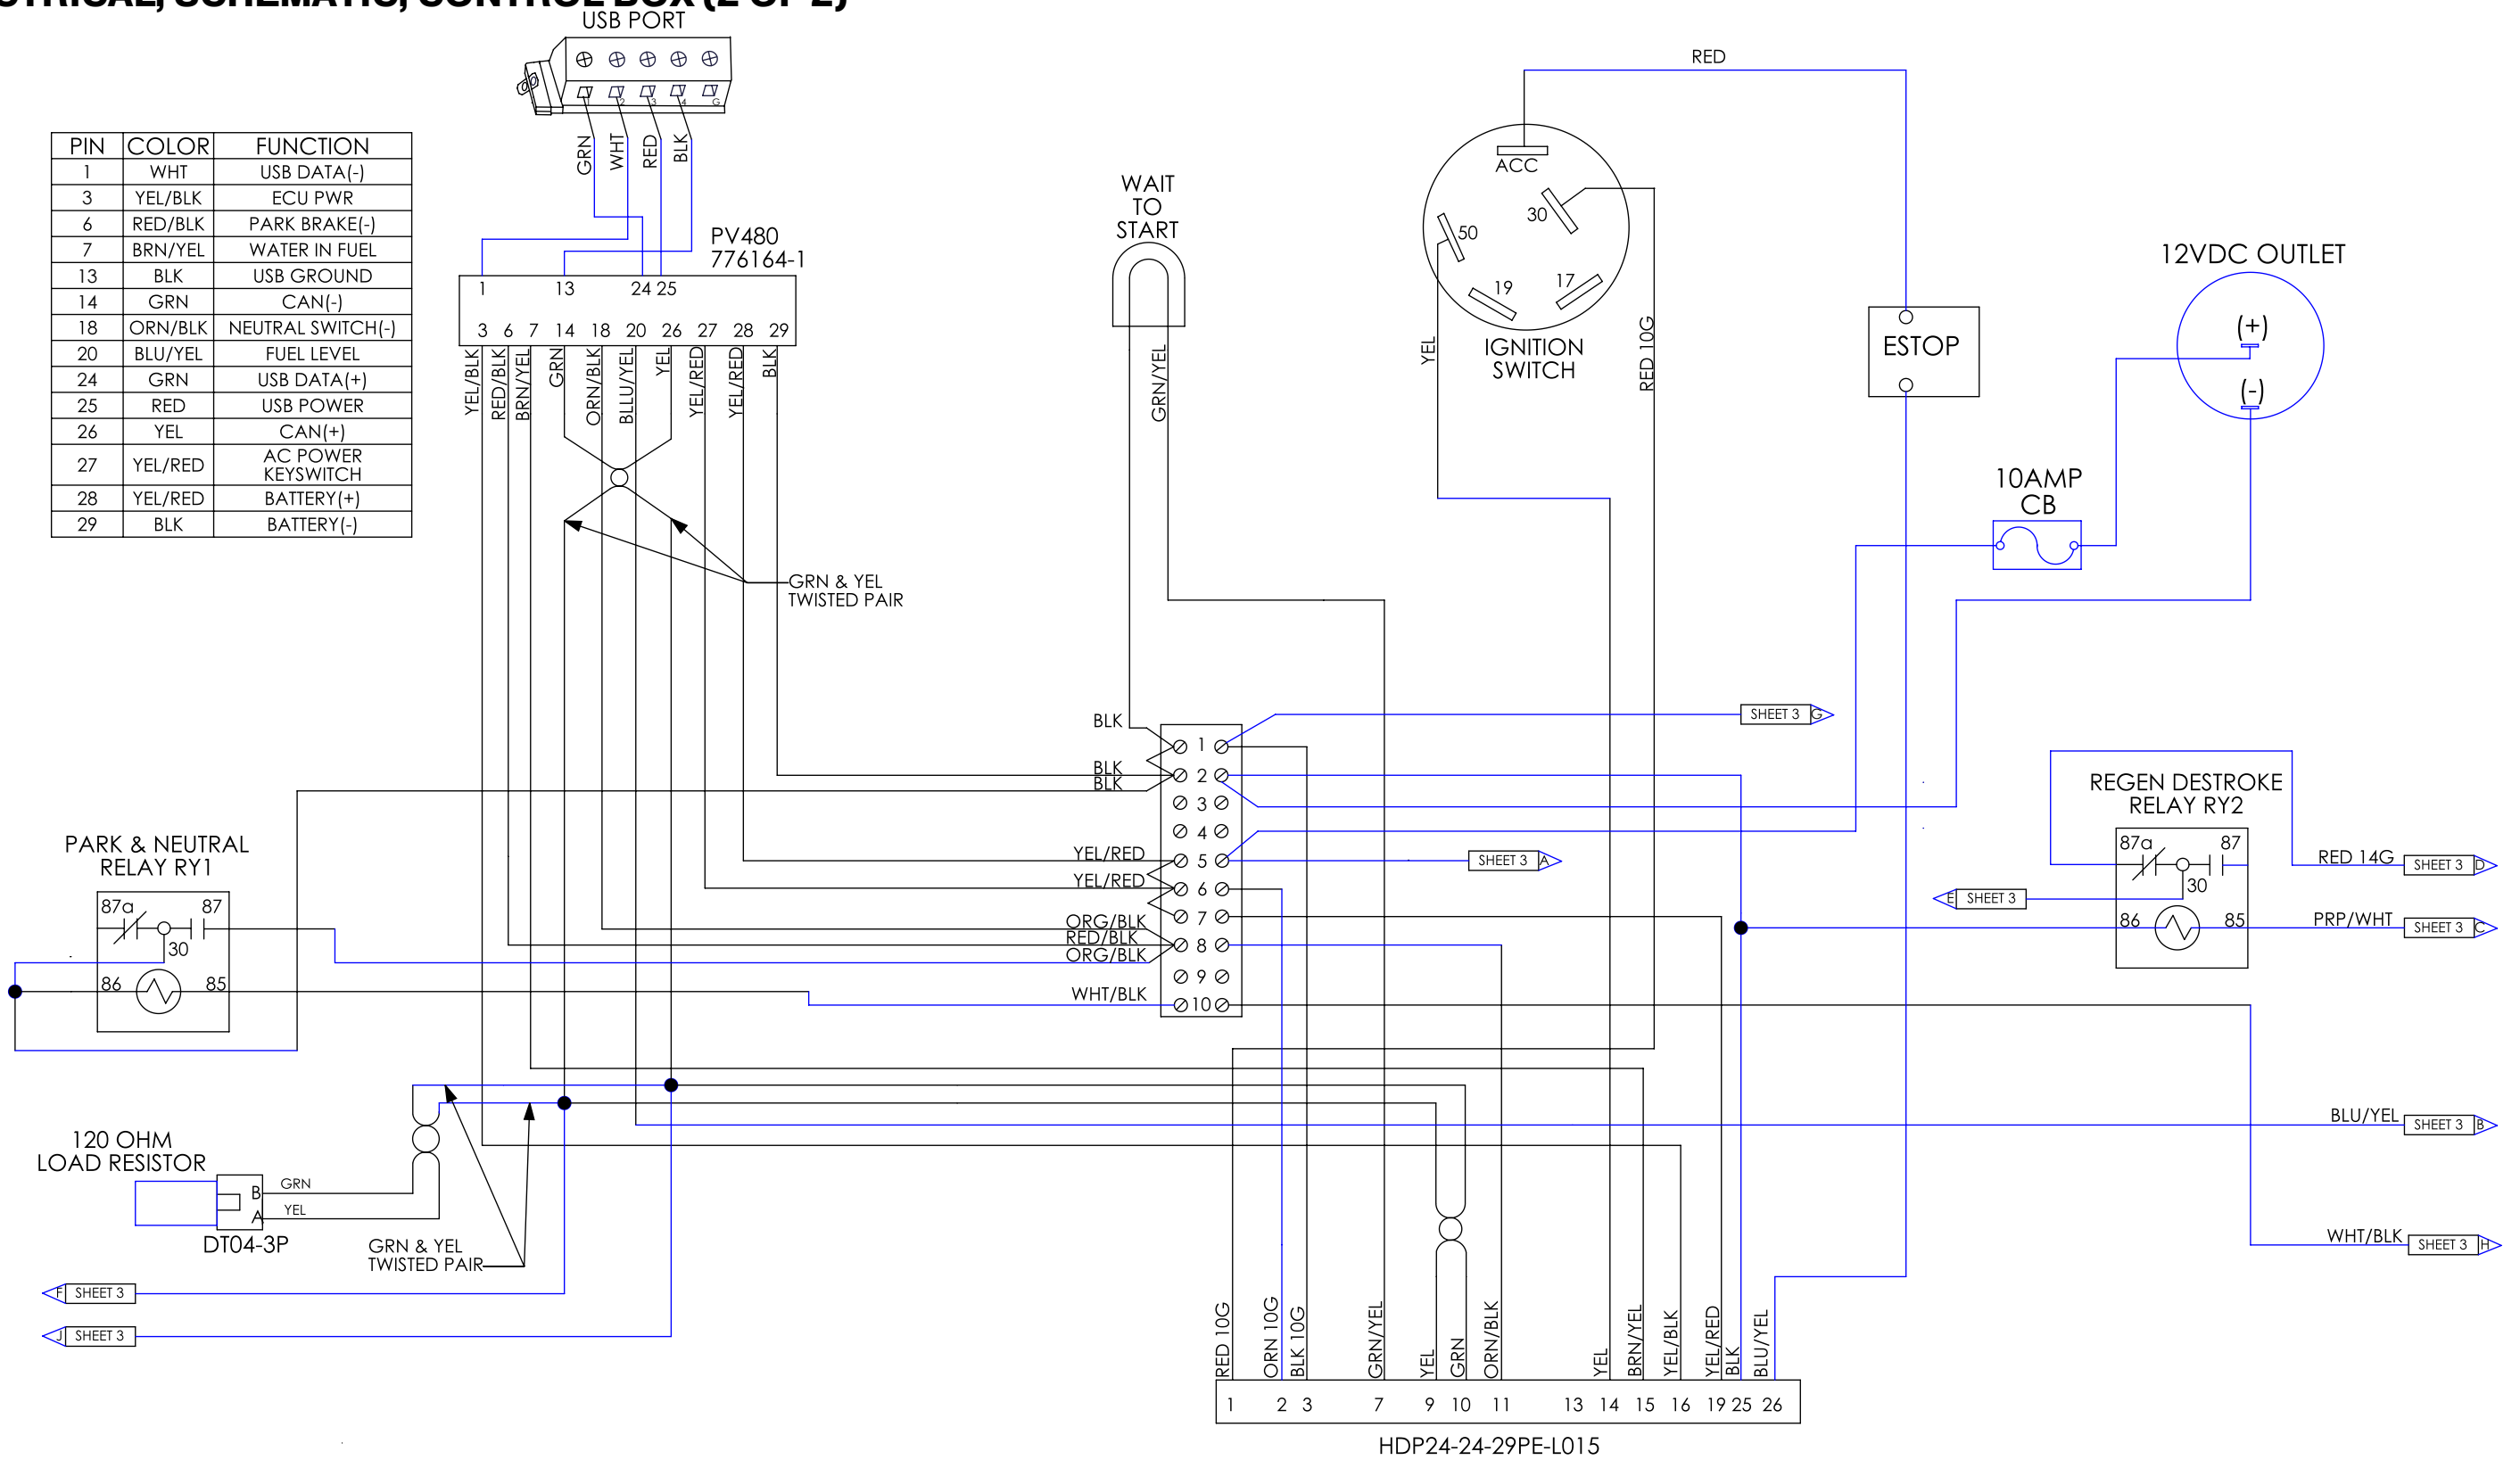 USB PORT
1 2 3 4 G
GRN WHT RED BLK
PIN COLOR FUNCTION
1 WHT USB DATA(-)
3 YEL/BLK ECU PWR
6 RED/BLK PARK BRAKE(-)
7 BRN/YEL WATER IN FUEL
13 BLK USB GROUND
14 GRN CAN(-)
18 ORN/BLK NEUTRAL SWITCH(-)
20 BLU/YEL FUEL LEVEL
24 GRN USB DATA(+)
25 RED USB POWER
26 YEL CAN(+)
27 YEL/RED AC POWER
KEYSWITCH
28 YEL/RED BATTERY(+)
29 BLK BATTERY(-)
PV480
776164-1
1 13 24 25
3 6 7 14 18 20 26 27 28 29
YEL/BLK RED/BLK BRN/YEL GRN ORN/BLK BLLU/YEL YEL YEL/RED YEL/RED BLK
GRN & YEL
TWISTED PAIR
WAIT
TO
START
GRN/YEL
RED
ACC
30
50
19
17
IGNITION
SWITCH
YEL
RED 10G
ESTOP
12VDC OUTLET
(+)
(-)
10AMP
CB
BLK
BLK
BLK
YEL/RED
YEL/RED
ORG/BLK
RED/BLK
ORG/BLK
WHT/BLK
1
2
3
4
5
6
7
8
9
10
SHEET 3 G
SHEET 3 A
PARK & NEUTRAL
RELAY RY1
87a 87
30
86 85
REGEN DESTROKE
RELAY RY2
87a 87
30
86 85
RED 14G SHEET 3 D
E SHEET 3
PRP/WHT SHEET 3 C
BLU/YEL SHEET 3 B
WHT/BLK SHEET 3 H
120 OHM
LOAD RESISTOR
B GRN
A YEL
DT04-3P
GRN & YEL
TWISTED PAIR
F SHEET 3
J SHEET 3
RED 10G ORN 10G BLK 10G GRN/YEL YEL GRN ORN/BLK YEL BRN/YEL YEL/BLK YEL/RED BLK BLU/YEL
1 2 3 7 9 10 11 13 14 15 16 19 25 26
HDP24-24-29PE-L015